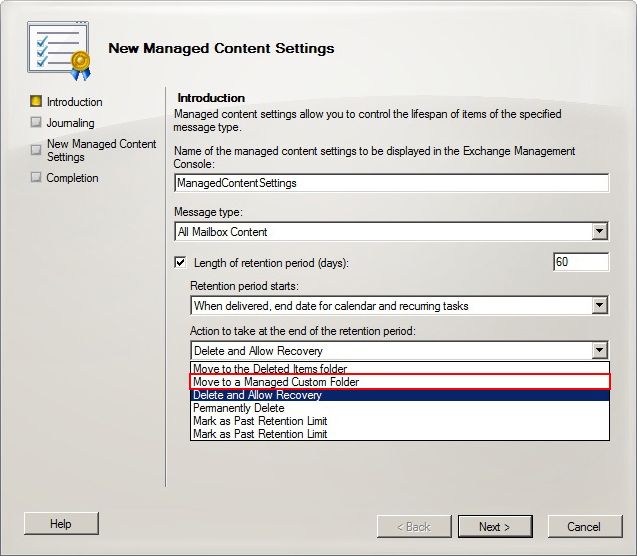 New Managed Content Settings
Introduction
Journaling
New Managed Content
Settings
Completion
Introduction
Managed content settings allow you to control the lifespan of items of the specified
message type.
Name of the managed content settings to be displayed in the Exchange Management
Console:
ManagedContentSettings
Message type:
All Mailbox Content
Length of retention period (days):
60
Retention period starts:
When delivered, end date for calendar and recurring tasks
Action to take at the end of the retention period:
Delete and Allow Recovery
Move to the Deleted Items folder
Move to a Managed Custom Folder
Delete and Allow Recovery
Permanently Delete
Mark as Past Retention Limit
Mark as Past Retention Limit
Help
< Back
Next >
Cancel